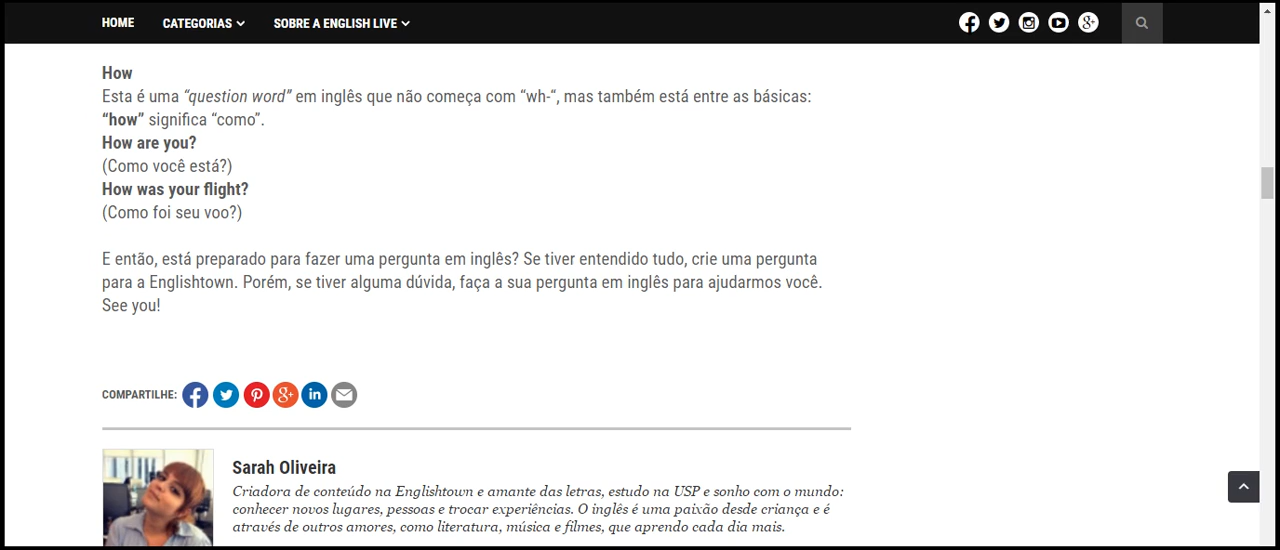 HOME CATEGORIAS SOBRE A ENGLISH LIVE
How
Esta é uma “question word” em inglês que não começa com “wh-“, mas também está entre as básicas:
“how” significa “como”.
How are you?
(Como você está?)
How was your flight?
(Como foi seu voo?)
E então, está preparado para fazer uma pergunta em inglês? Se tiver entendido tudo, crie uma pergunta
para a Englishtown. Porém, se tiver alguma dúvida, faça a sua pergunta em inglês para ajudarmos você.
See you!
COMPARTILHE:
Sarah Oliveira
Criadora de conteúdo na Englishtown e amante das letras, estudo na USP e sonho com o mundo:
conhecer novos lugares, pessoas e trocar experiências. O inglês é uma paixão desde criança e é
através de outros amores, como literatura, música e filmes, que aprendo cada dia mais.